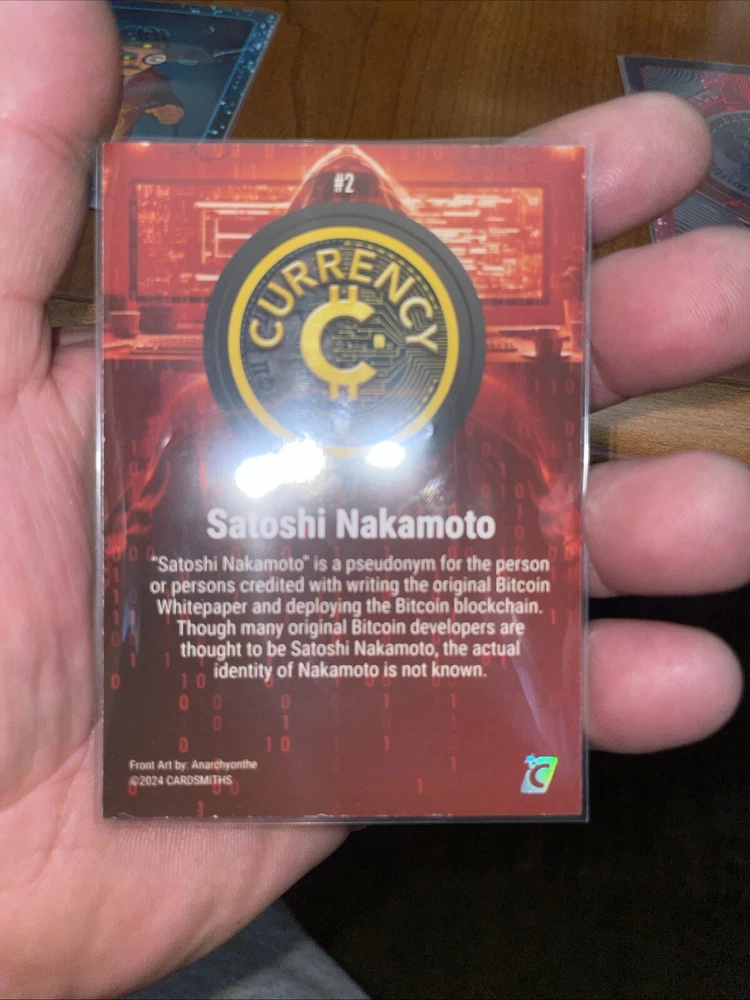 #2
CURRENCY
Satoshi Nakamoto
"Satoshi Nakamoto" is a pseudonym for the person
or persons credited with writing the original Bitcoin
Whitepaper and deploying the Bitcoin blockchain.
Though many original Bitcoin developers are
thought to be Satoshi Nakamoto, the actual
identity of Nakamoto is not known.
Front Art by: Anarchyonthe
©2024 CARDSMITHS
C